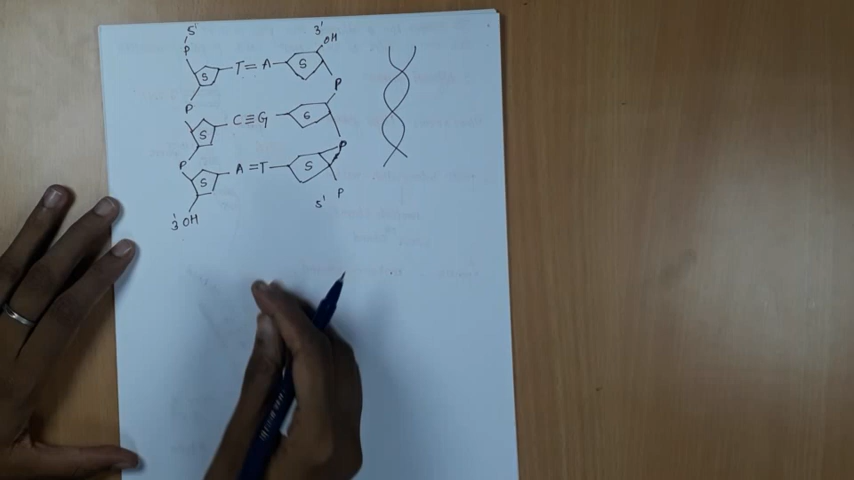 5' 3'
P OH
S T = A S
P P
S C ≡ G S
P P
S A = T S
3' OH 5' P